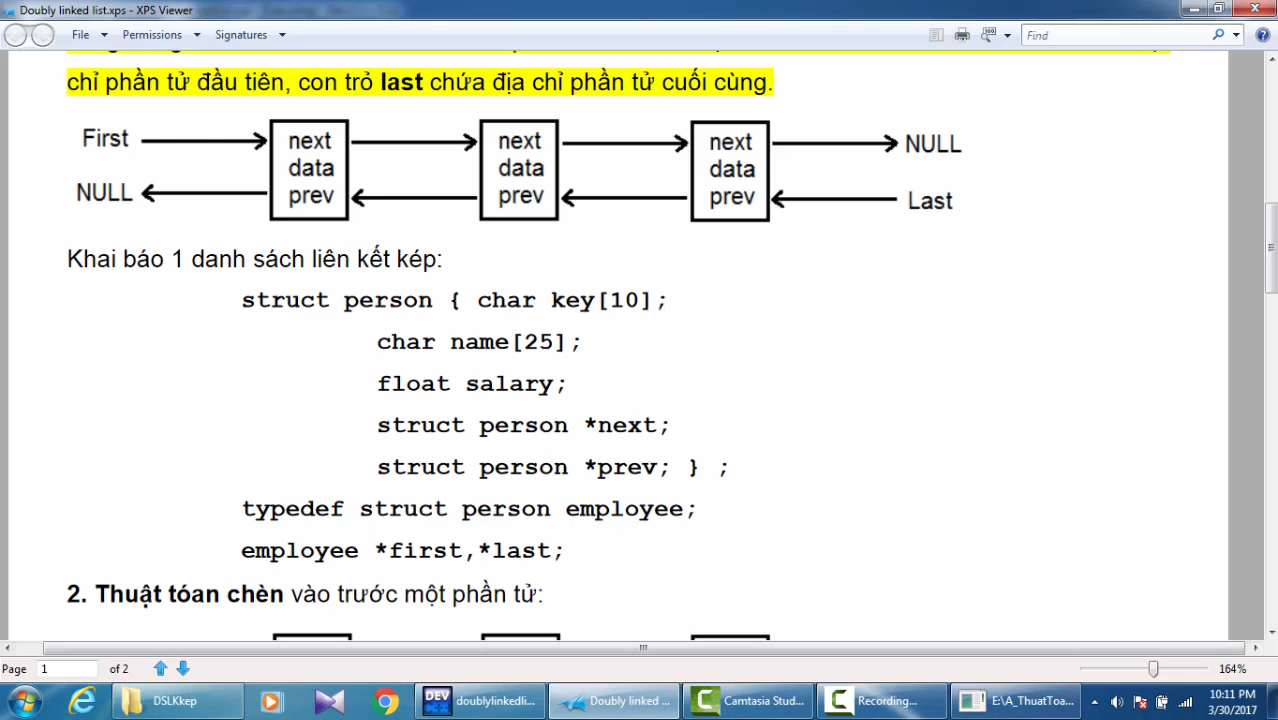 Doubly linked list.xps - XPS Viewer
File Permissions Signatures Find
chỉ phần tử đầu tiên, con trỏ last chứa địa chỉ phần tử cuối cùng.
First next next next NULL
data data data
NULL prev prev prev Last
Khai báo 1 danh sách liên kết kép:
struct person { char key[10];
char name[25];
float salary;
struct person *next;
struct person *prev; } ;
typedef struct person employee;
employee *first,*last;
2. Thuật tóan chèn vào trước một phần tử:
Page 1 of 2 164%
DSLKkep DEV doublylinkedli... Doubly linked ... Camtasia Stud... Recording... E:\A_ThuatToa... 10:11 PM
3/30/2017